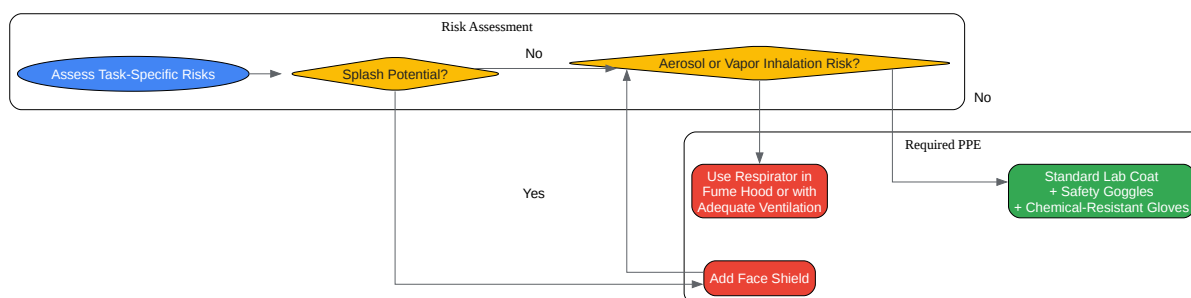 Risk Assessment
Assess Task-Specific Risks
Splash Potential?
No
Aerosol or Vapor Inhalation Risk?
No
Required PPE
Use Respirator in
Fume Hood or with
Adequate Ventilation
Standard Lab Coat
+ Safety Goggles
+ Chemical-Resistant Gloves
Yes
Add Face Shield